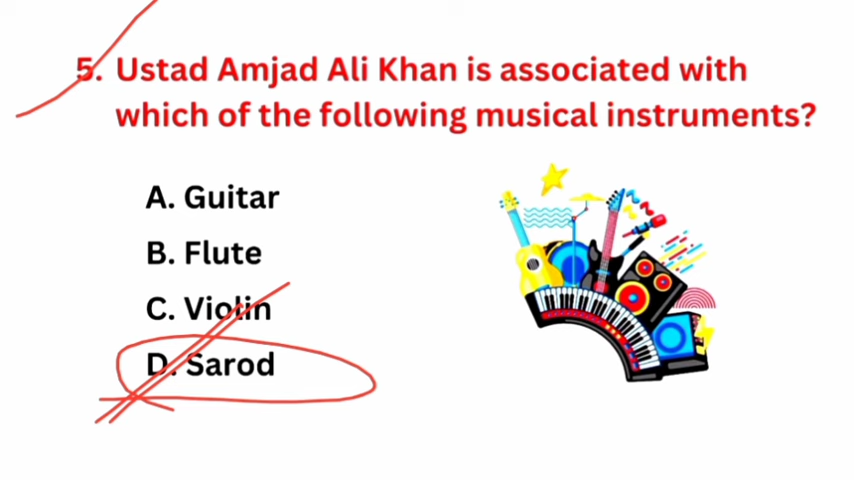 5. Ustad Amjad Ali Khan is associated with
which of the following musical instruments?
A. Guitar
B. Flute
C. Violin
D. Sarod